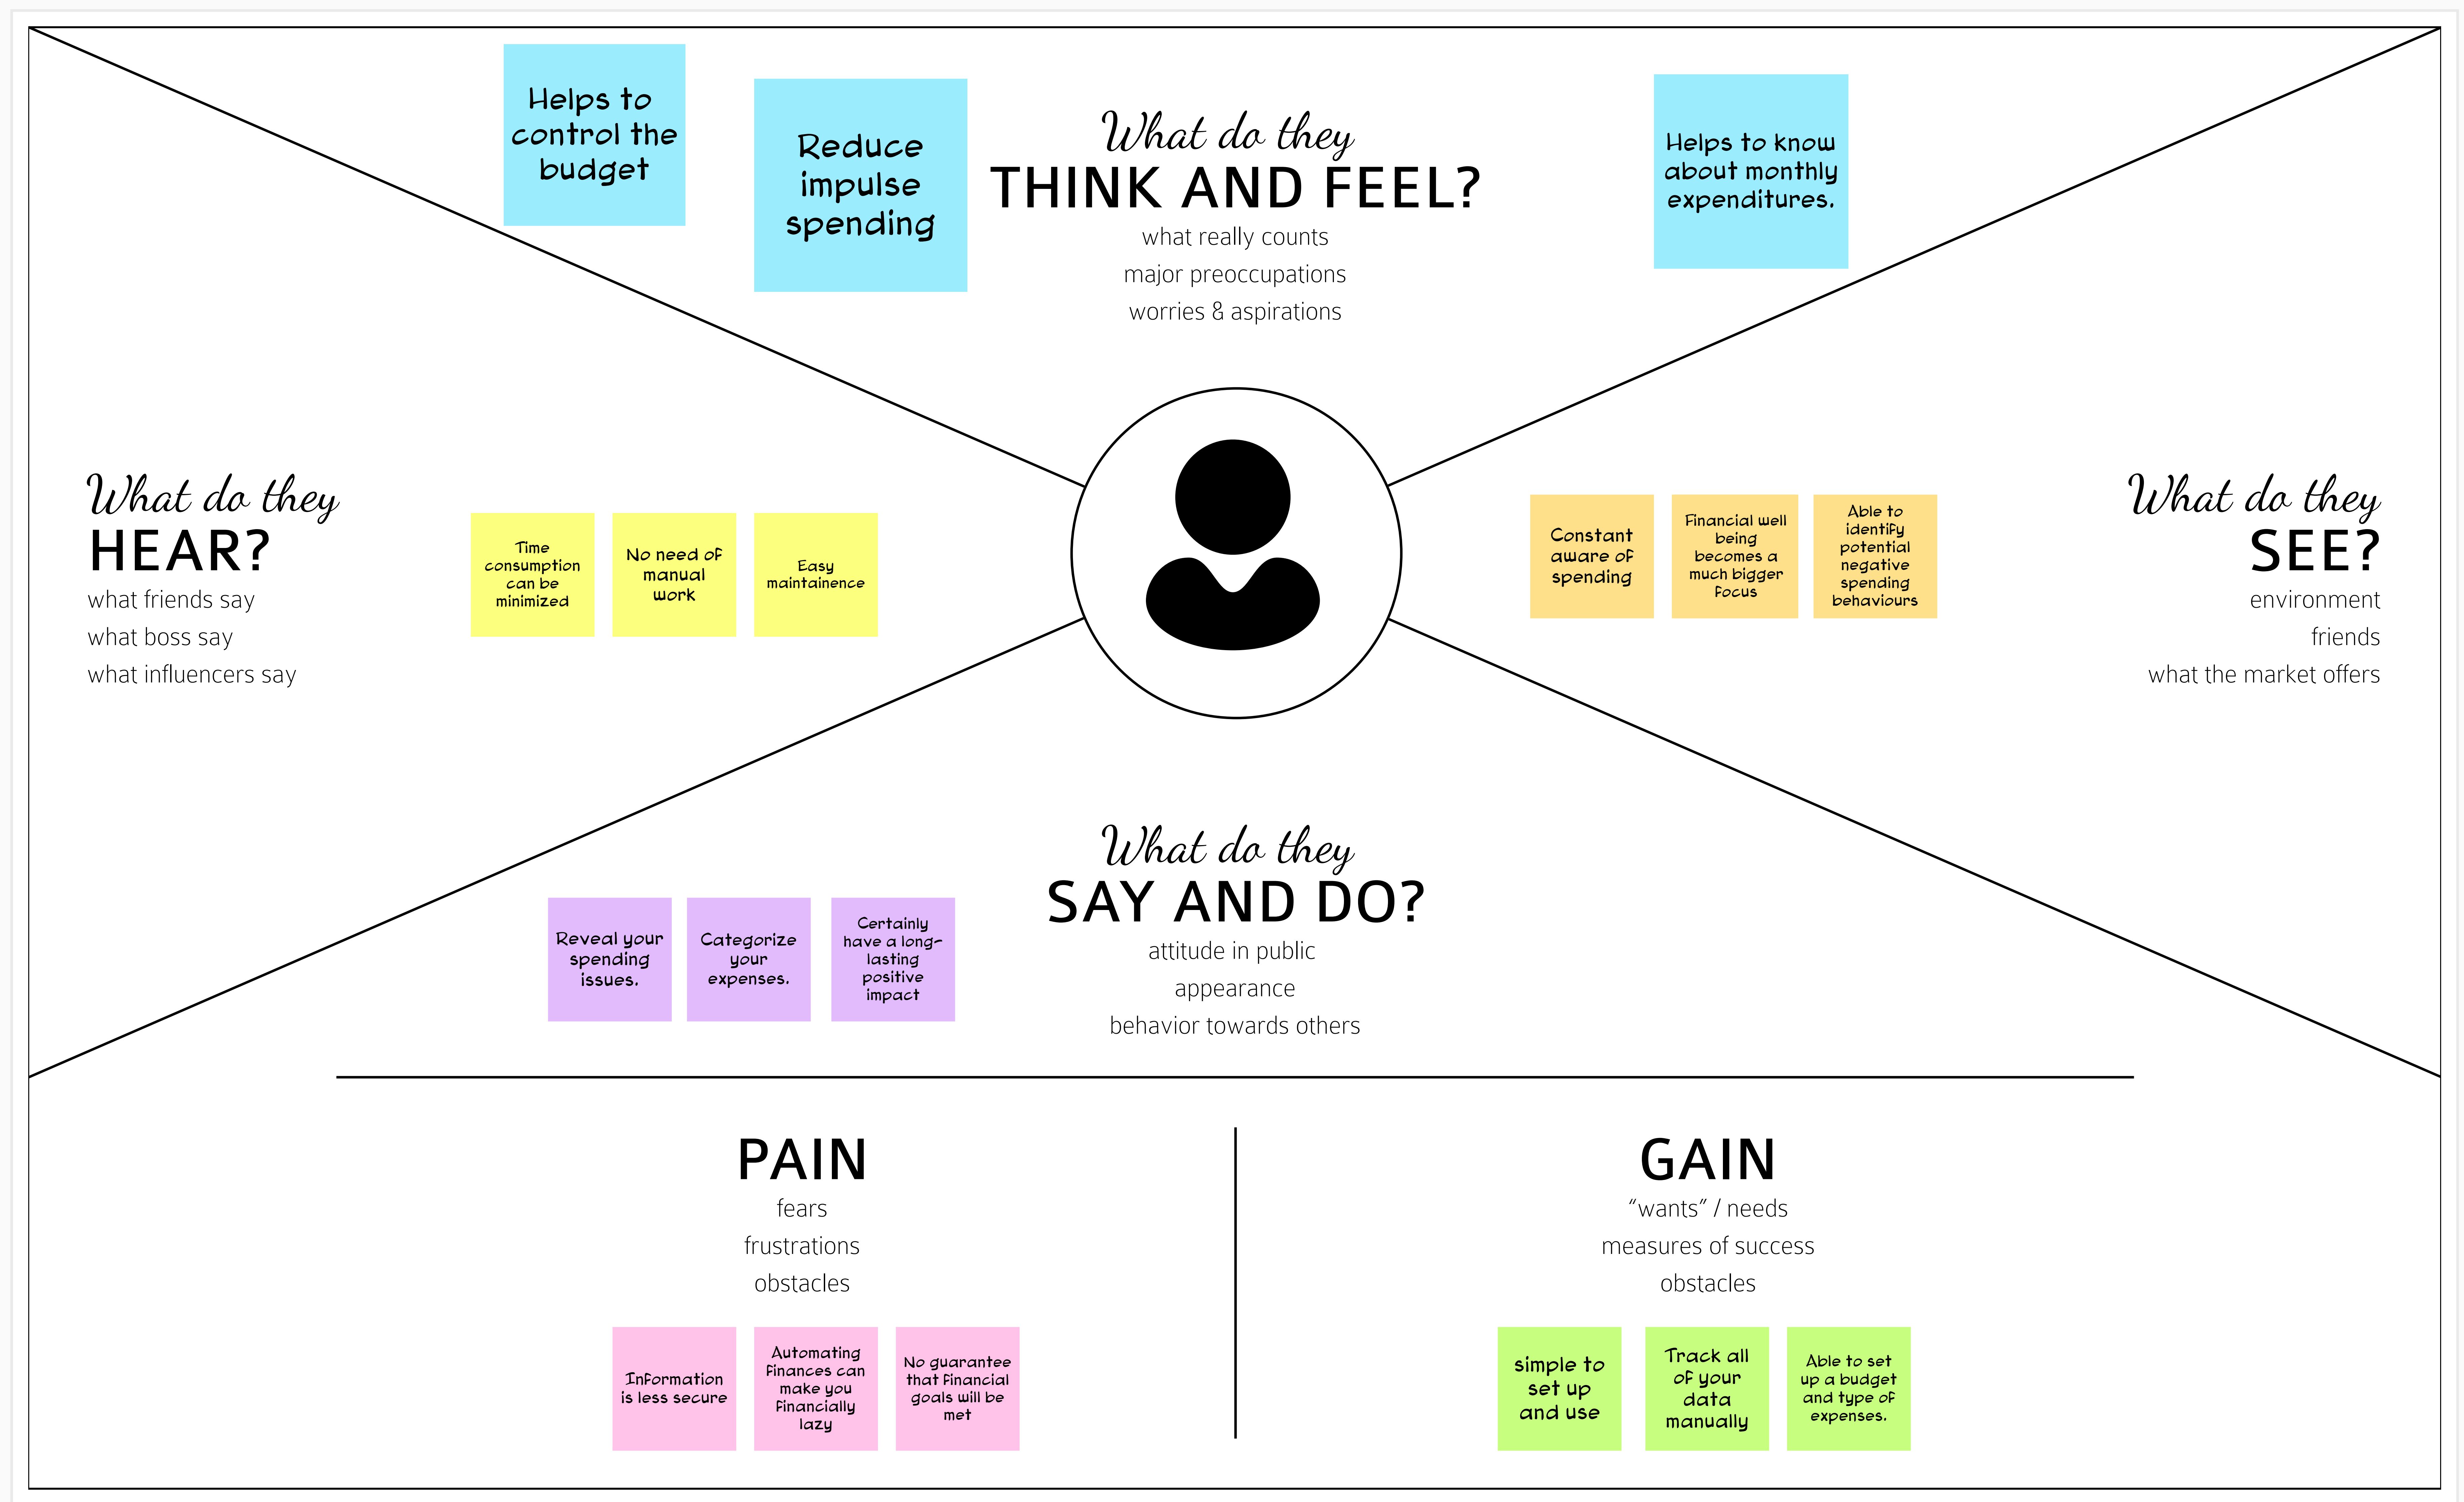 Helps to
control the
budget
Reduce
impulse
spending
What do they
THINK AND FEEL?
what really counts
major preoccupations
worries & aspirations
Helps to know
about monthly
expenditures.
What do they
HEAR?
what friends say
what boss say
what influencers say
Time
consumption
can be
minimized
No need of
manual
work
Easy
maintainence
Constant
aware of
spending
Financial well
being
becomes a
much bigger
focus
Able to
identify
potential
negative
spending
behaviours
What do they
SEE?
environment
friends
what the market offers
Reveal your
spending
issues.
Categorize
your
expenses.
Certainly
have a long-
lasting
positive
impact
What do they
SAY AND DO?
attitude in public
appearance
behavior towards others
PAIN
fears
frustrations
obstacles
Information
is less secure
Automating
finances can
make you
financially
lazy
No guarantee
that financial
goals will be
met
GAIN
“wants” / needs
measures of success
obstacles
simple to
set up
and use
Track all
of your
data
manually
Able to set
up a budget
and type of
expenses.